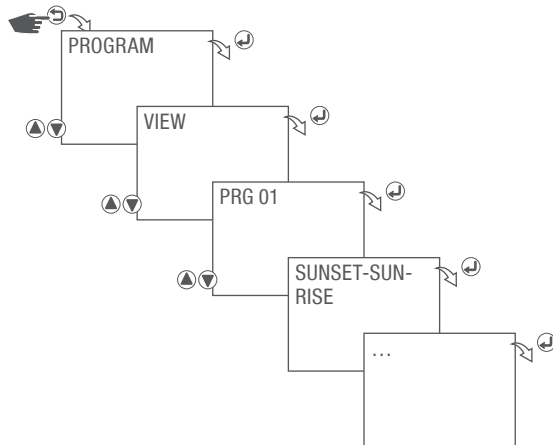 PROGRAM
VIEW
PRG 01
SUNSET-SUN-
RISE
...